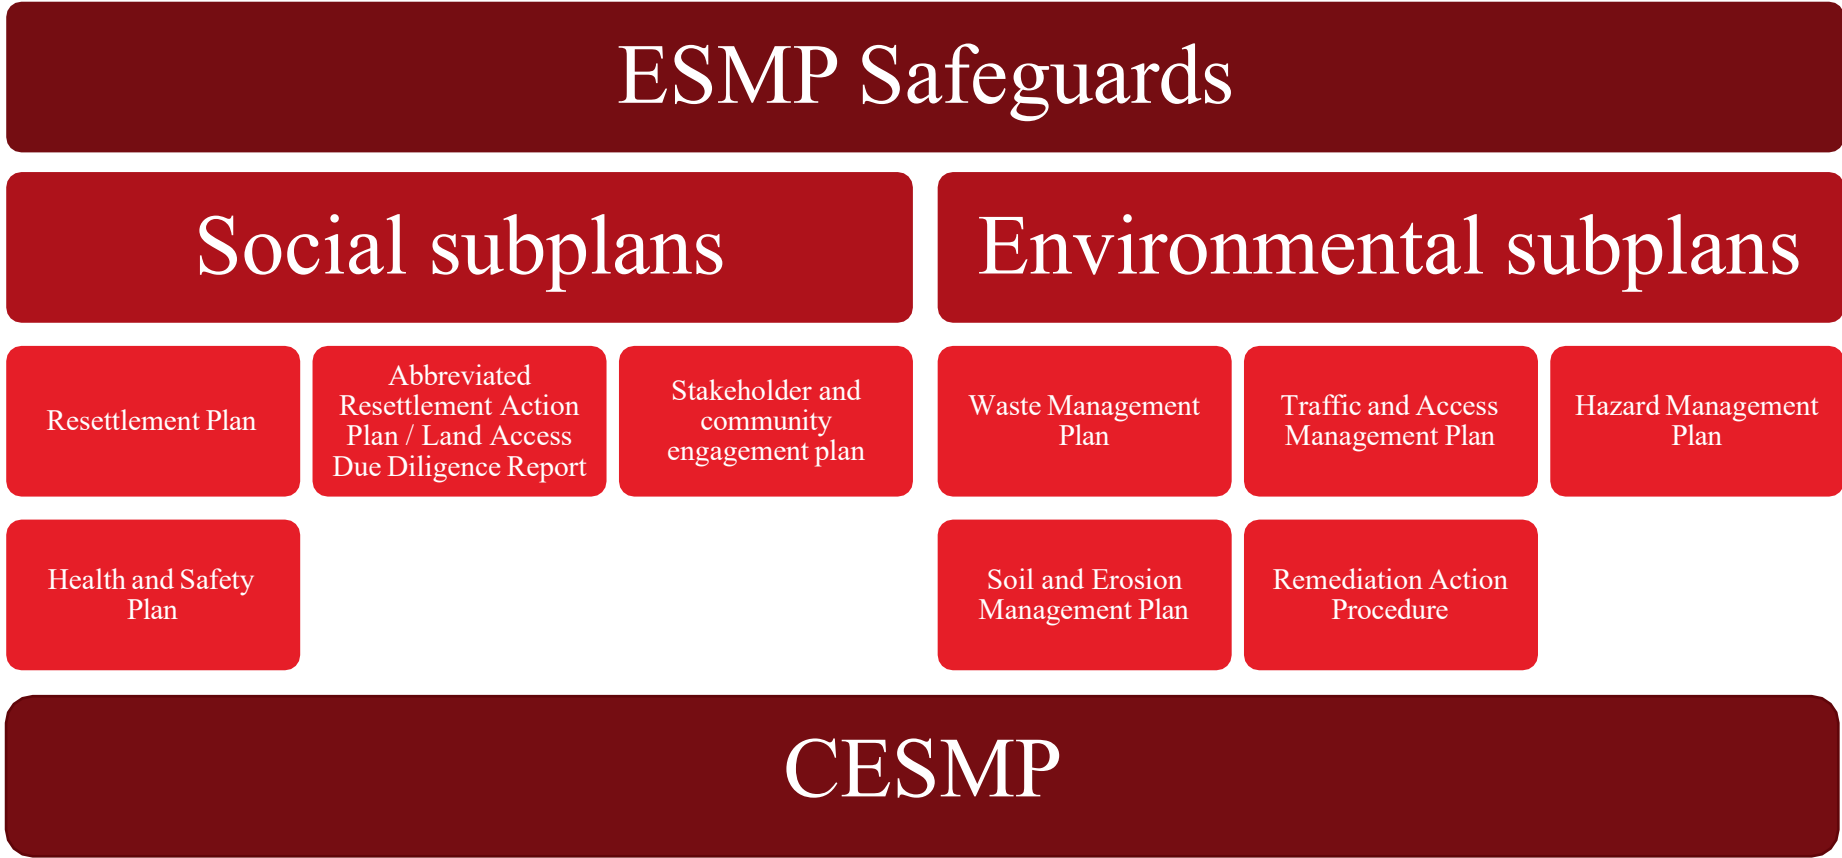 ESMP Safeguards
Social subplans
Environmental subplans
Resettlement Plan
Abbreviated
Resettlement Action
Plan / Land Access
Due Diligence Report
Stakeholder and
community
engagement plan
Waste Management
Plan
Traffic and Access
Management Plan
Hazard Management
Plan
Health and Safety
Plan
Soil and Erosion
Management Plan
Remediation Action
Procedure
CESMP